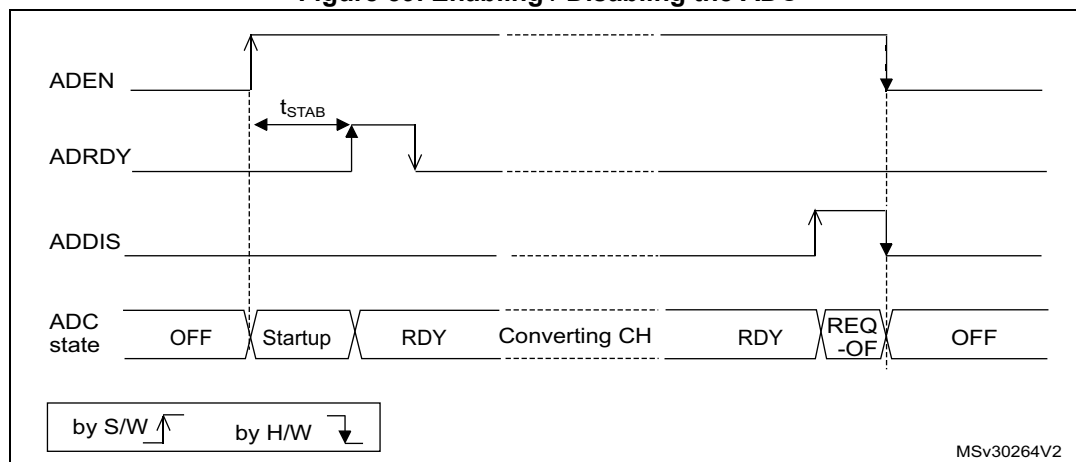 ADEN
tSTAB
ADRDY
ADDIS
ADC state
OFF
Startup
RDY
Converting CH
RDY
REQ
-OF
OFF
by S/W
by H/W
MSv30264V2